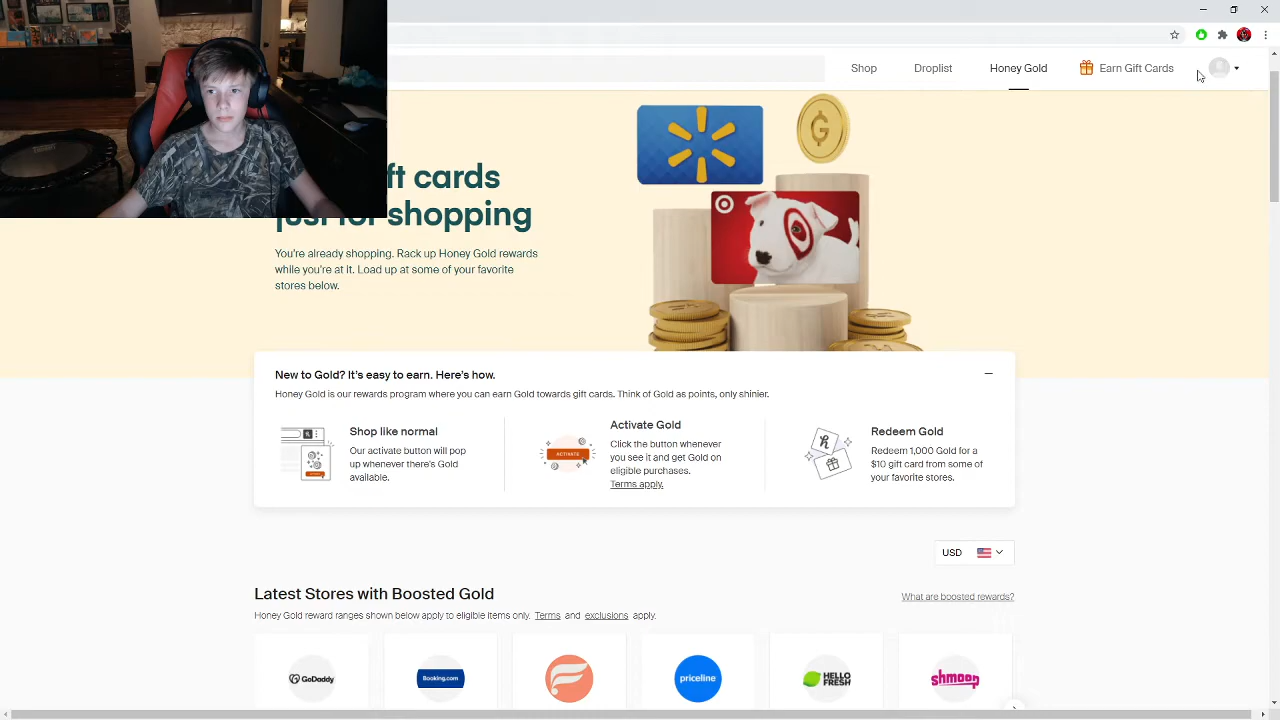 Shop
Droplist
Honey Gold
Earn Gift Cards
ft cards
just for shopping
You're already shopping. Rack up Honey Gold rewards
while you're at it. Load up at some of your favorite
stores below.
New to Gold? It's easy to earn. Here's how.
Honey Gold is our rewards program where you can earn Gold towards gift cards. Think of Gold as points, only shinier.
Shop like normal
Our activate button will pop
up whenever there's Gold
available.
ACTIVATE
Activate Gold
Click the button whenever
you see it and get Gold on
eligible purchases.
Terms apply.
Redeem Gold
Redeem 1,000 Gold for a
$10 gift card from some of
your favorite stores.
USD
Latest Stores with Boosted Gold
What are boosted rewards?
Honey Gold reward ranges shown below apply to eligible items only. Terms and exclusions apply.
GoDaddy
Booking.com
priceline
HELLO
FRESH
shmoop